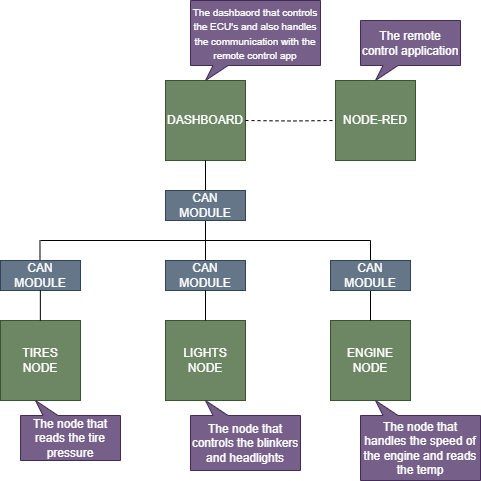 The dashbaord that controls
the ECU's and also handles
the communication with the
remote control app
The remote
control application
DASHBOARD
NODE-RED
CAN
MODULE
CAN
MODULE
CAN
MODULE
CAN
MODULE
TIRES
NODE
LIGHTS
NODE
ENGINE
NODE
The node that
reads the tire
pressure
The node that
controls the blinkers
and headlights
The node that
handles the speed of
the engine and reads
the temp